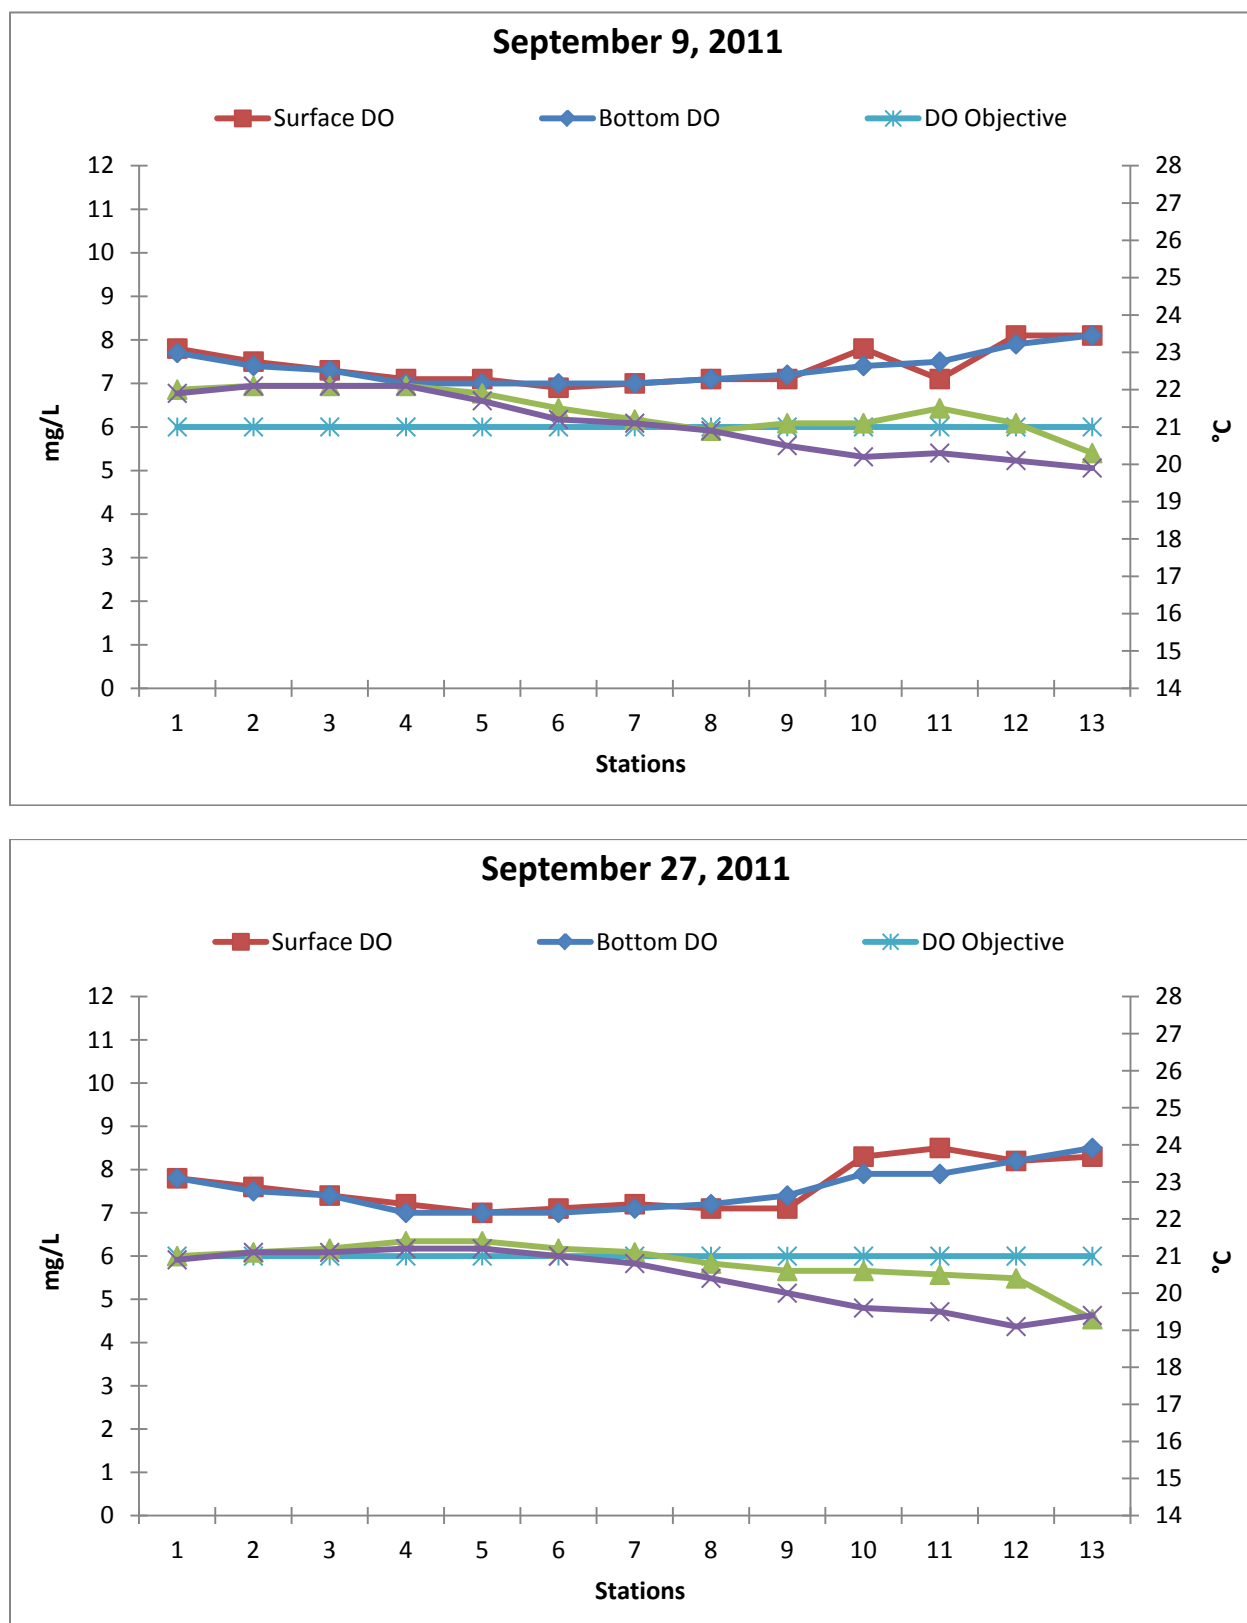 September 9, 2011
Surface DO Bottom DO DO Objective
12 28
27
11
26
10 25
9 24
8 23
7 22
6 21
5 20
19
4
18
3 17
2 16
1 15
0 14
mg/L
°C
1 2 3 4 5 6 7 8 9 10 11 12 13
Stations
September 27, 2011
Surface DO Bottom DO DO Objective
12 28
27
11
26
10 25
9 24
8 23
7 22
6 21
5 20
19
4
18
3 17
2 16
1 15
0 14
mg/L
°C
1 2 3 4 5 6 7 8 9 10 11 12 13
Stations